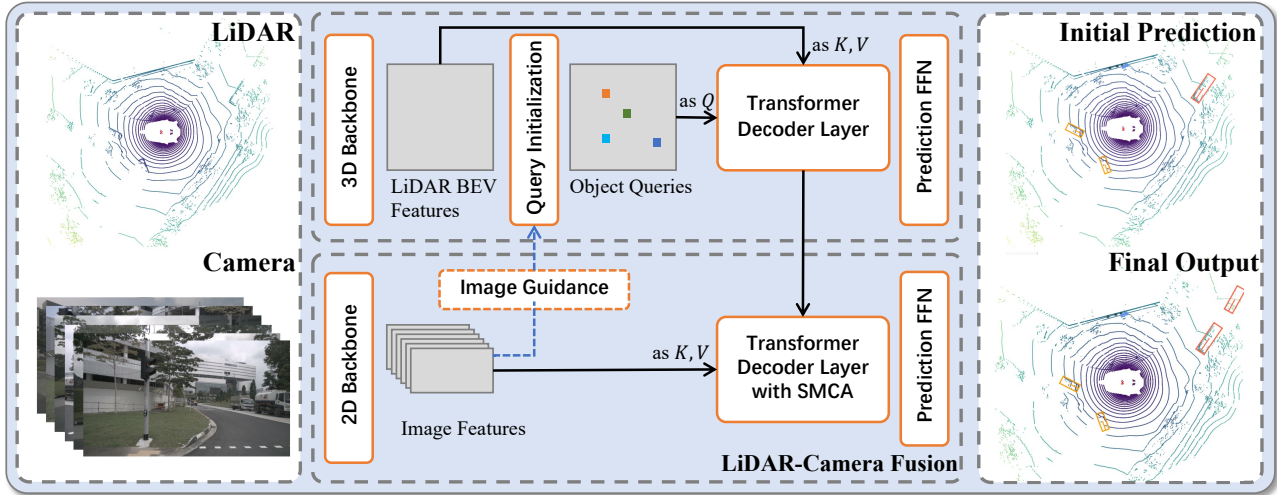 LiDAR
Camera
3D Backbone
LiDAR BEV
Features
Query Initialization
Object Queries
as Q
as K, V
Transformer
Decoder Layer
Prediction FFN
2D Backbone
Image Guidance
Image Features
as K, V
Transformer
Decoder Layer
with SMCA
Prediction FFN
LiDAR-Camera Fusion
Initial Prediction
Final Output